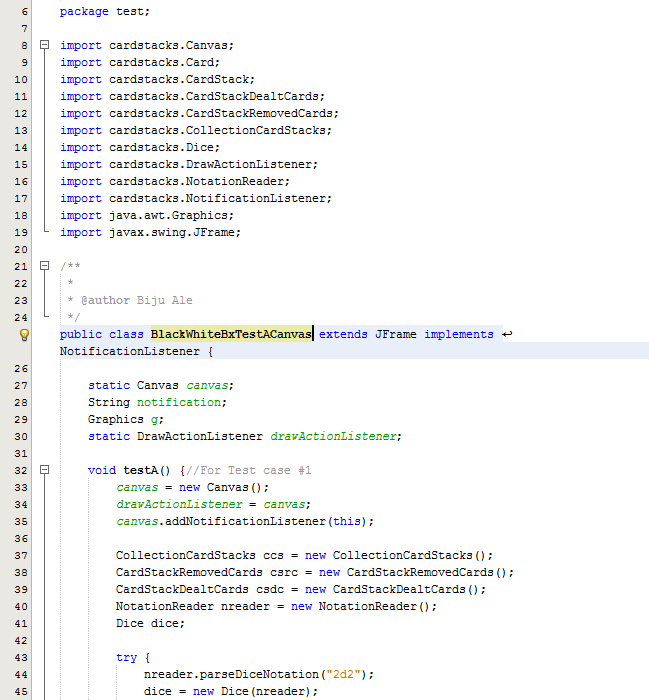 6 package test;
7
8 import cardstacks.Canvas;
9 import cardstacks.Card;
10 import cardstacks.CardStack;
11 import cardstacks.CardStackDealtCards;
12 import cardstacks.CardStackRemovedCards;
13 import cardstacks.CollectionCardStacks;
14 import cardstacks.Dice;
15 import cardstacks.DrawActionListener;
16 import cardstacks.NotationReader;
17 import cardstacks.NotificationListener;
18 import java.awt.Graphics;
19 import javax.swing.JFrame;
20
21 /**
22 *
23 * @author Biju Ale
24 */
public class BlackWhiteBxTestACanvas extends JFrame implements ↩
NotificationListener {
26
27 static Canvas canvas;
28 String notification;
29 Graphics g;
30 static DrawActionListener drawActionListener;
31
32 void testA() {//For Test case #1
33 canvas = new Canvas();
34 drawActionListener = canvas;
35 canvas.addNotificationListener(this);
36
37 CollectionCardStacks ccs = new CollectionCardStacks();
38 CardStackRemovedCards csrc = new CardStackRemovedCards();
39 CardStackDealtCards csdc = new CardStackDealtCards();
40 NotationReader nreader = new NotationReader();
41 Dice dice;
42
43 try {
44 nreader.parseDiceNotation("2d2");
45 dice = new Dice(nreader);